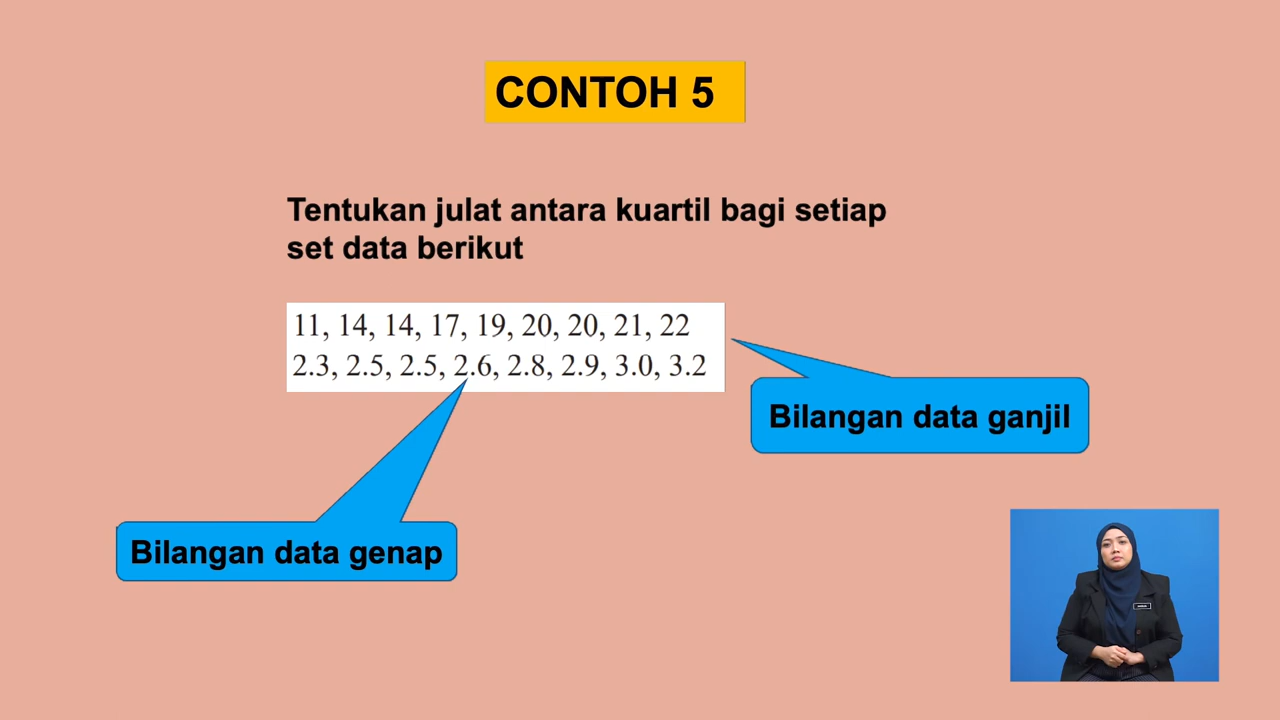 CONTOH 5
Tentukan julat antara kuartil bagi setiap
set data berikut
11, 14, 14, 17, 19, 20, 20, 21, 22
2.3, 2.5, 2.5, 2.6, 2.8, 2.9, 3.0, 3.2
Bilangan data ganjil
Bilangan data genap